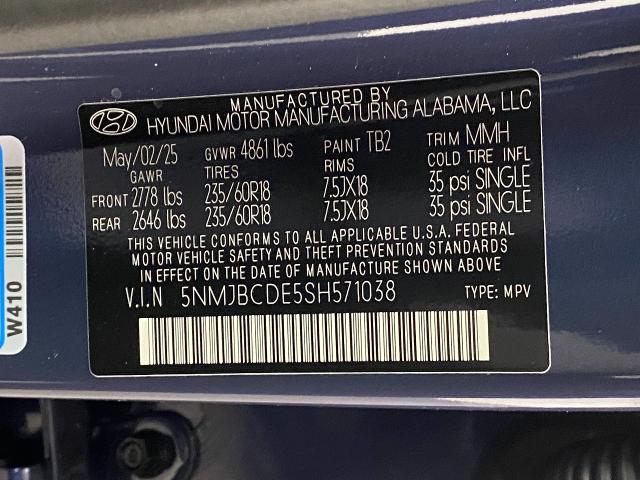 MANUFACTURED BY
HYUNDAI MOTOR MANUFACTURING ALABAMA, LLC
May/02/25 GVWR 4861 lbs PAINT TB2 TRIM MMH
GAWR TIRES RIMS COLD TIRE INFL
FRONT 2778 lbs 235/60R18 7.5JX18 35 psi SINGLE
REAR 2646 lbs 235/60R18 7.5JX18 35 psi SINGLE
THIS VEHICLE CONFORMS TO ALL APPLICABLE U.S.A. FEDERAL
MOTOR VEHICLE SAFETY AND THEFT PREVENTION STANDARDS
IN EFFECT ON THE DATE OF MANUFACTURE SHOWN ABOVE
V.I.N 5NMJBCDE5SH571038 TYPE: MPV
W410